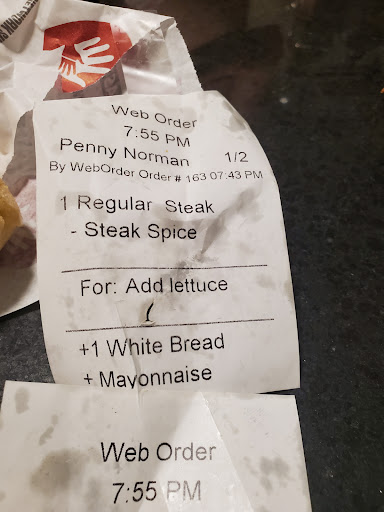 Web Order
7:55 PM
Penny Norman 1/2
By WebOrder Order # 163 07:43 PM
1 Regular Steak
- Steak Spice
For: Add lettuce
+1 White Bread
+ Mayonnaise
Web Order
7:55 PM